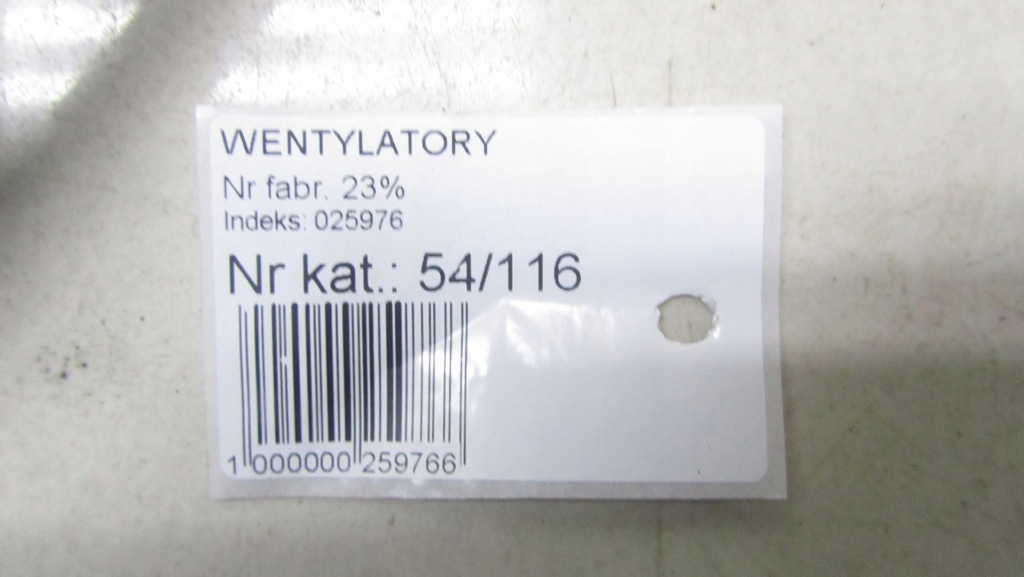 WENTYLATORY
Nr fabr. 23%
Indeks: 025976
Nr kat.: 54/116
1 000000 259766